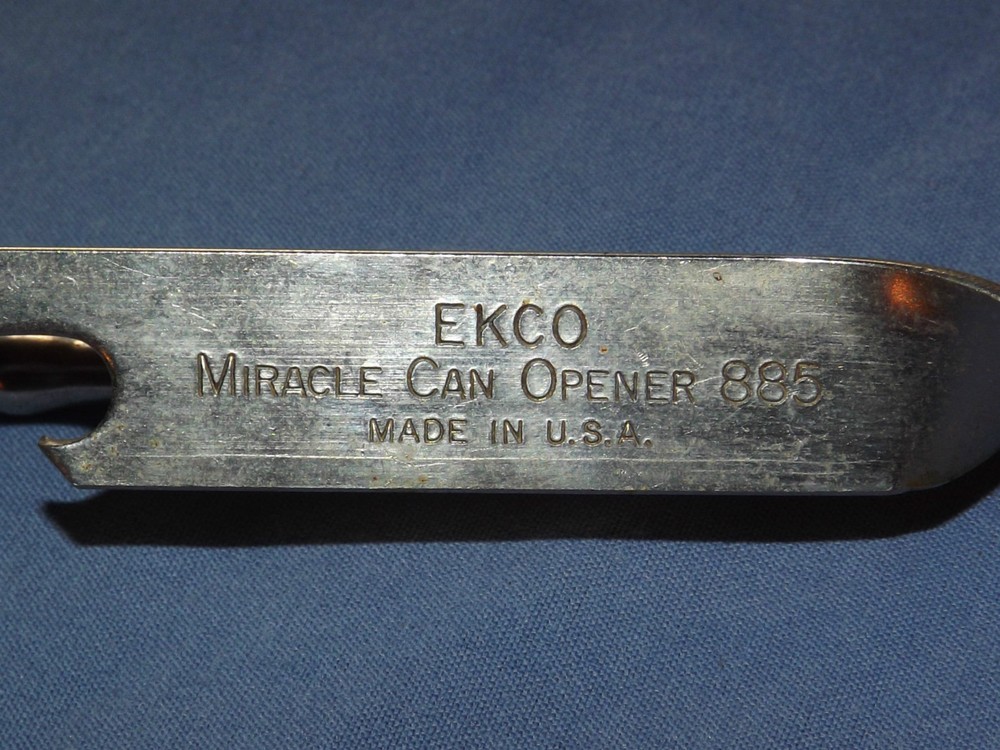 EKCO
MIRACLE CAN OPENER 885
MADE IN U.S.A.